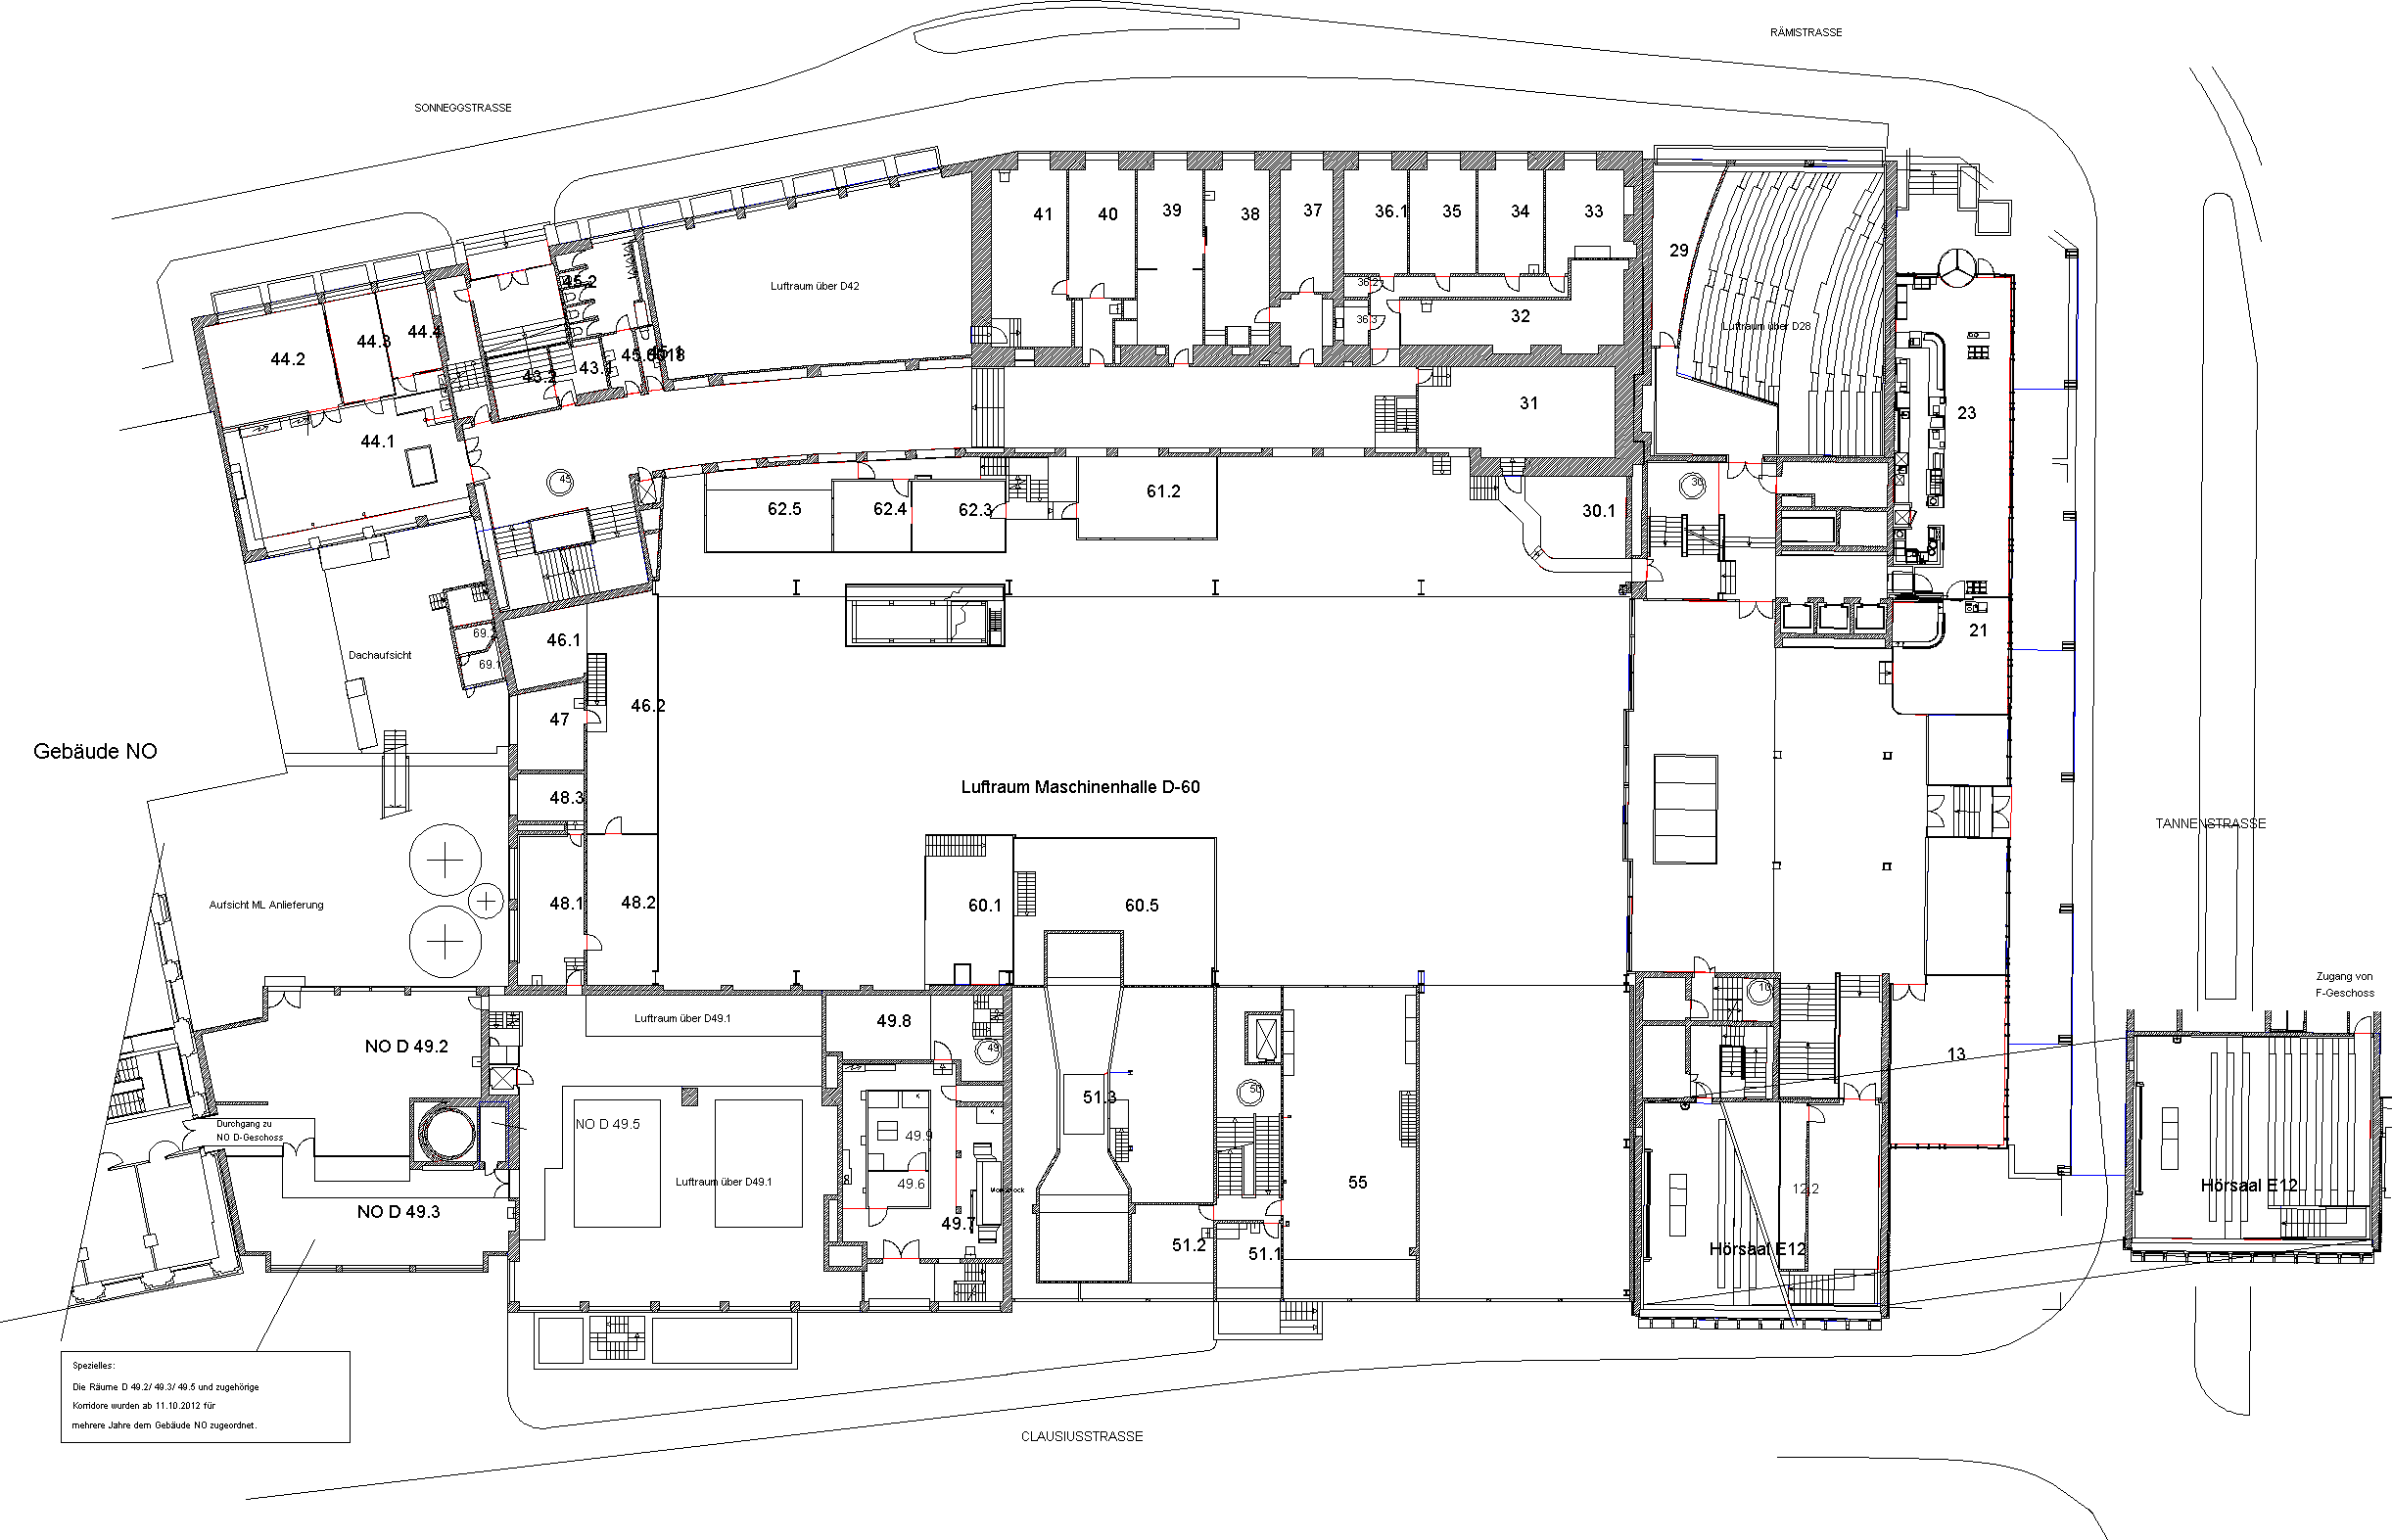 RÄMISTRASSE
SONNEGGSTRASSE
41
40
39
38
37
36.1
35
34
33
29
45.2
Luftraum über D42
36.2
36.3
32
Luftraum über D28
44.4
44.3
44.2
43.1
43.2
31
23
44.1
45
30
62.5
62.4
62.3
61.2
30.1
69.1
46.1
21
Dachaufsicht
46.2
47
Gebäude NO
48.3
Luftraum Maschinenhalle D-60
TANNENSTRASSE
Aufsicht ML Anlieferung
48.1
48.2
60.1
60.5
Zugang von
F-Geschoss
Luftraum über D49.1
49.8
49
NO D 49.2
13
50
51.3
Durchgang zu
NO D-Geschoss
NO D 49.5
49.9
Luftraum über D49.1
49.6
55
12.2
Hörsaal E12
NO D 49.3
49.7
51.2
51.1
Hörsaal E12
Spezielles:
Die Räume D 49.2/ 49.3/ 49.5 und zugehörige
Korridore wurden ab 11.10.2012 für
mehrere Jahre dem Gebäude NO zugeordnet.
CLAUSIUSSTRASSE